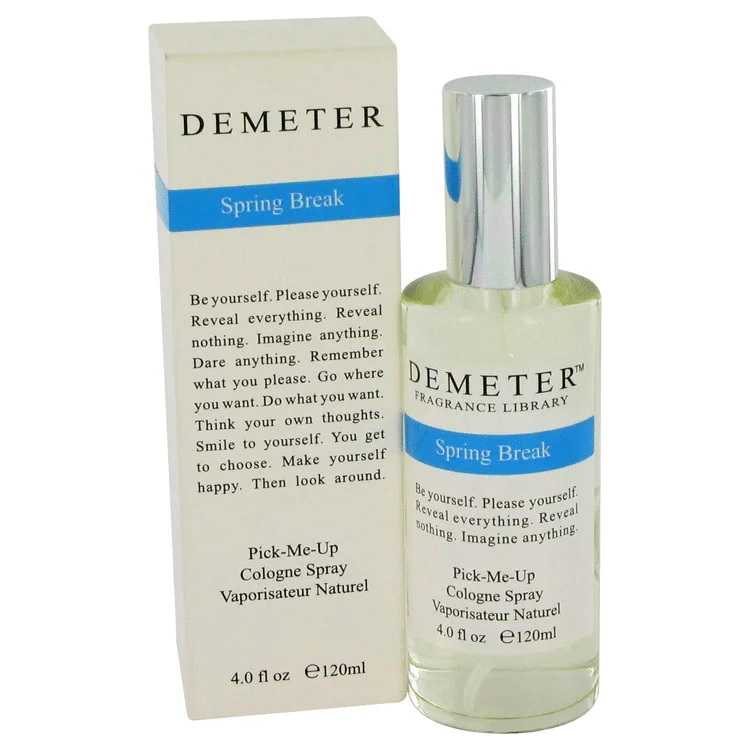 DEMETER
Spring Break
Be yourself. Please yourself.
Reveal everything. Reveal
nothing. Imagine anything.
Dare anything. Remember
what you please. Go where
you want. Do what you want.
Think your own thoughts.
Smile to yourself. You get
to choose. Make yourself
happy. Then look around.
Pick-Me-Up
Cologne Spray
Vaporisateur Naturel
4.0 fl oz ℮120ml
DEMETER™
FRAGRANCE LIBRARY
Spring Break
Be yourself. Please yourself.
Reveal everything. Reveal
nothing. Imagine anything.
Pick-Me-Up
Cologne Spray
Vaporisateur Naturel
4.0 fl oz ℮120ml